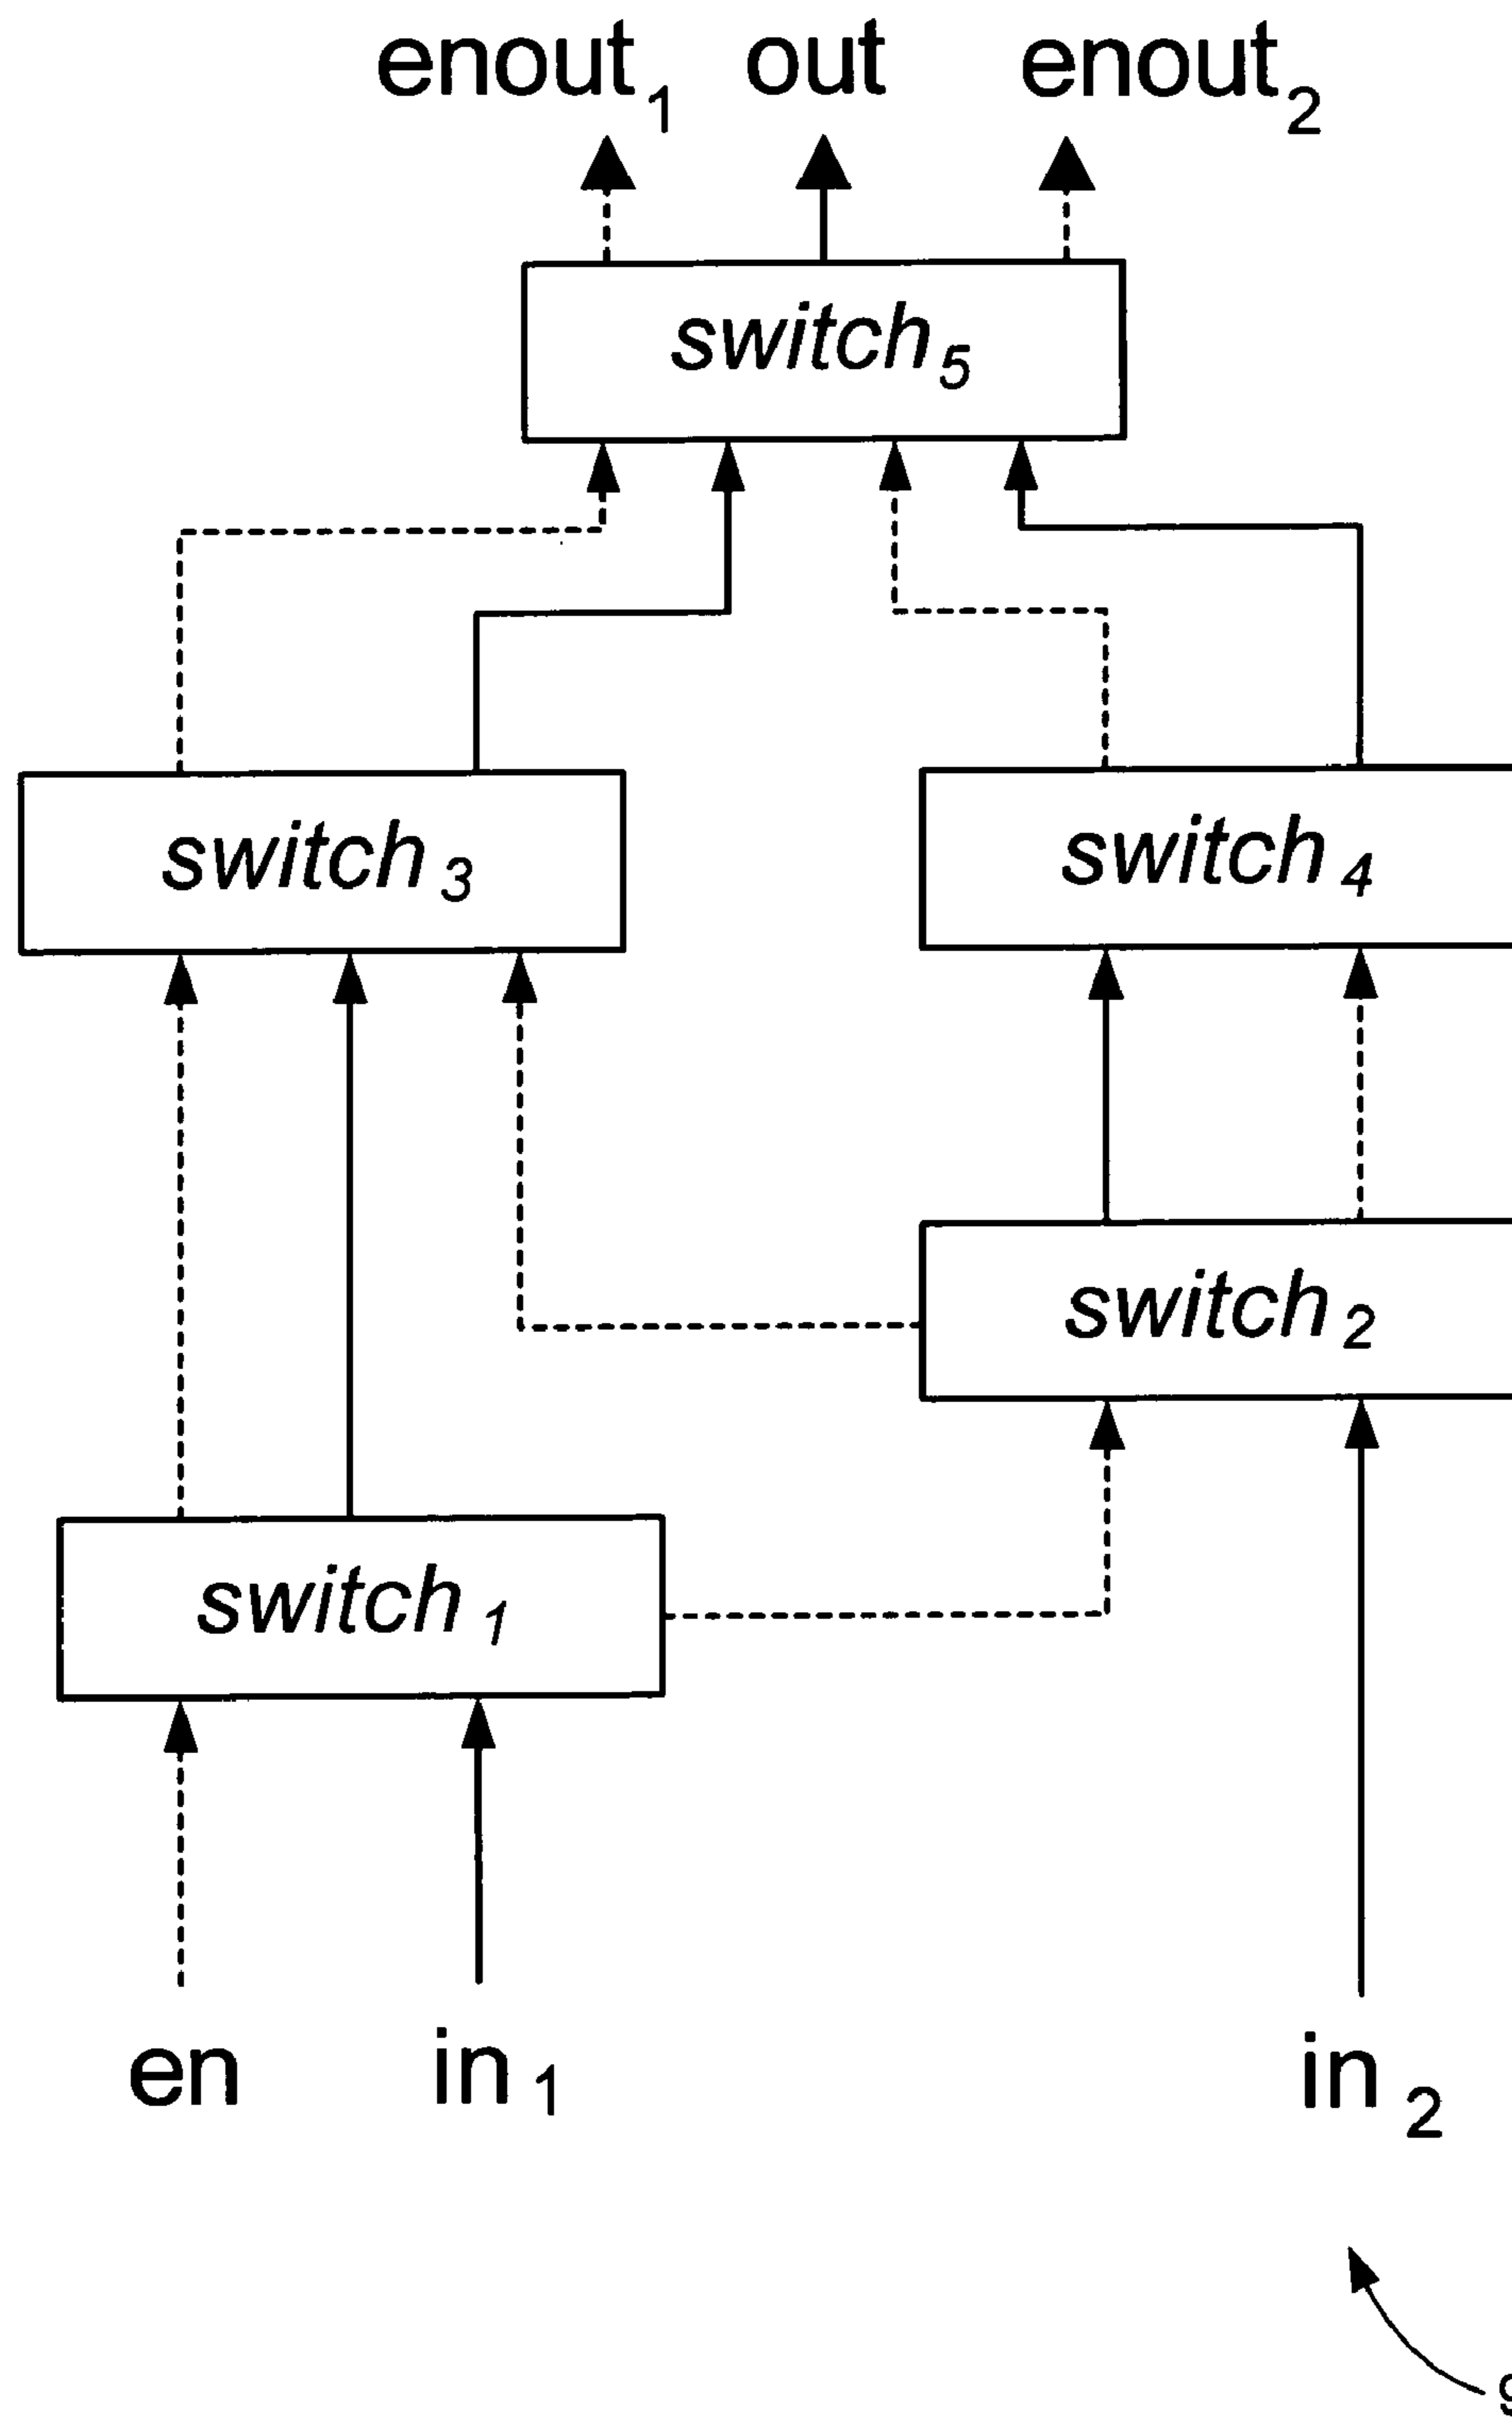 enout₁ out enout₂
switch₅
switch₃ switch₄
switch₂
switch₁
en in₁ in₂